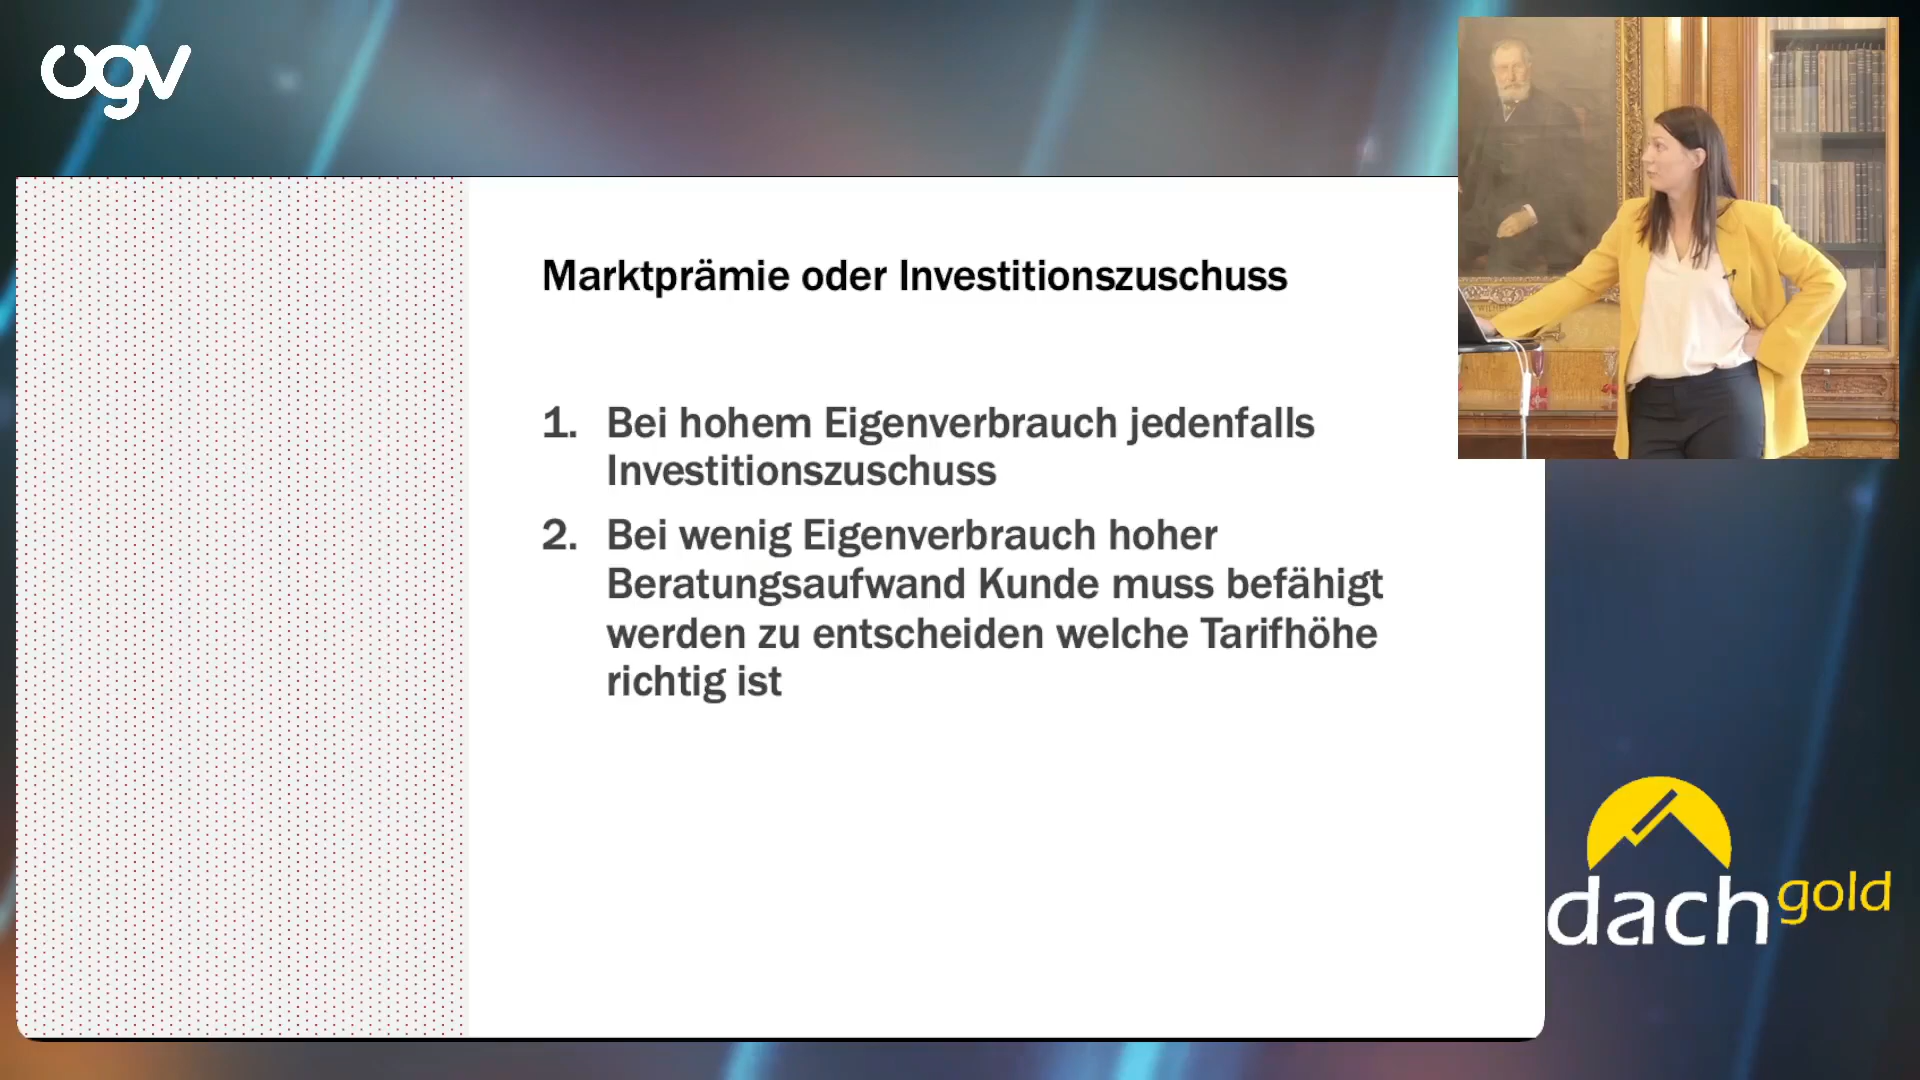 ogv
Marktprämie oder Investitionszuschuss
1. Bei hohem Eigenverbrauch jedenfalls
Investitionszuschuss
2. Bei wenig Eigenverbrauch hoher
Beratungsaufwand Kunde muss befähigt
werden zu entscheiden welche Tarifhöhe
richtig ist
dachgold